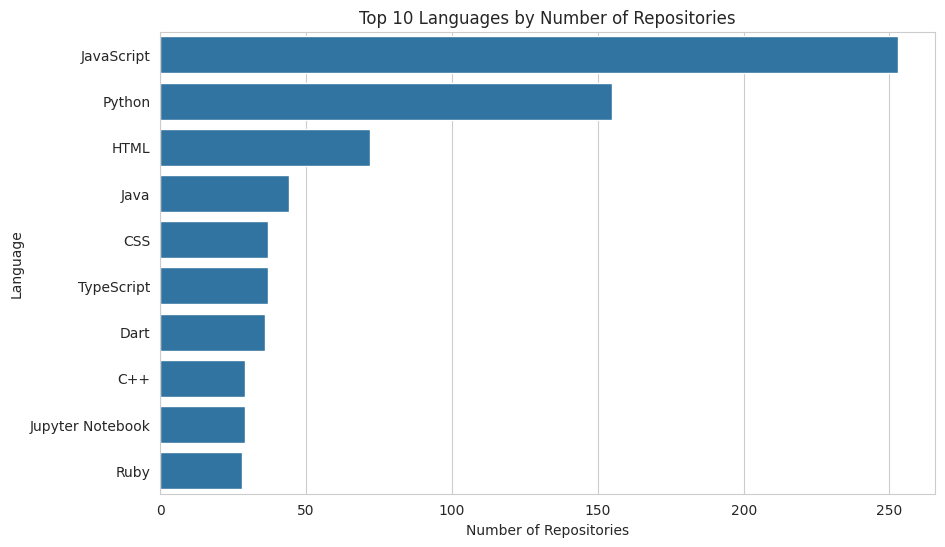 Top 10 Languages by Number of Repositories
Language
JavaScript
Python
HTML
Java
CSS
TypeScript
Dart
C++
Jupyter Notebook
Ruby
0 50 100 150 200 250
Number of Repositories